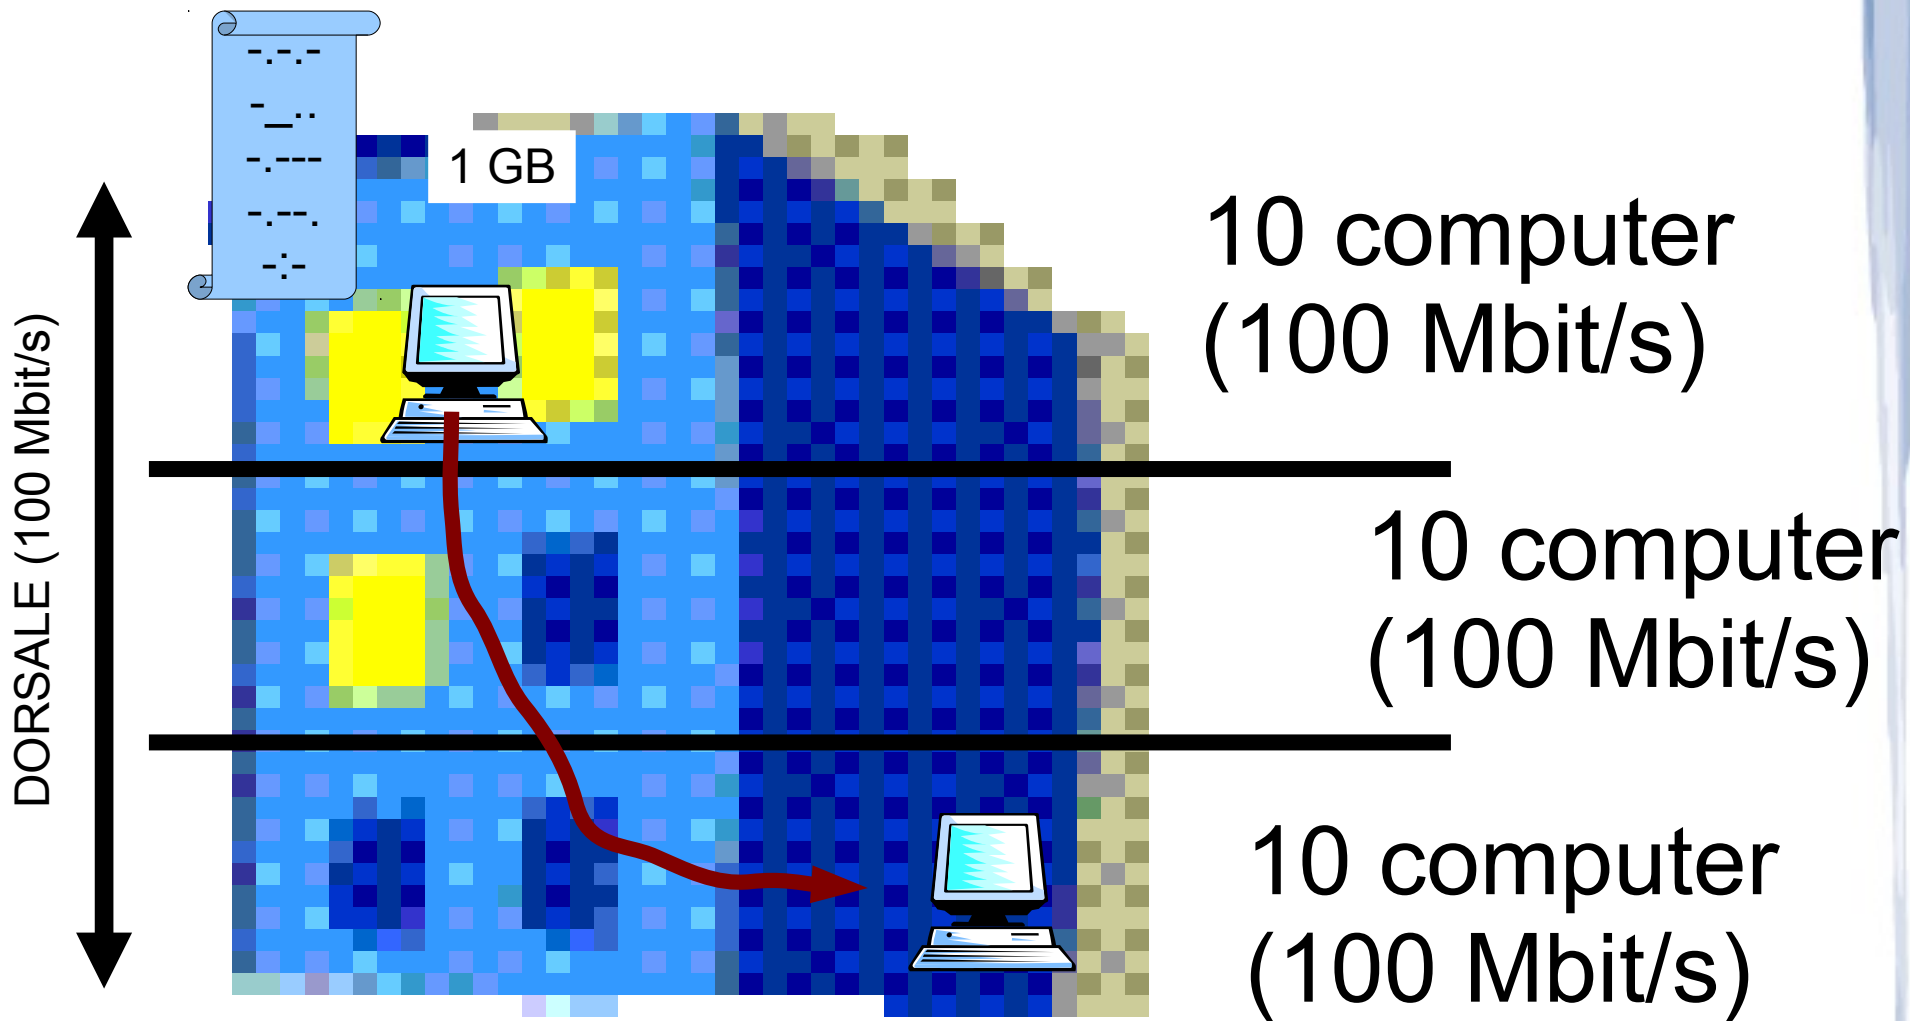 1 GB
DORSALE (100 Mbit/s)
10 computer
(100 Mbit/s)
10 computer
(100 Mbit/s)
10 computer
(100 Mbit/s)